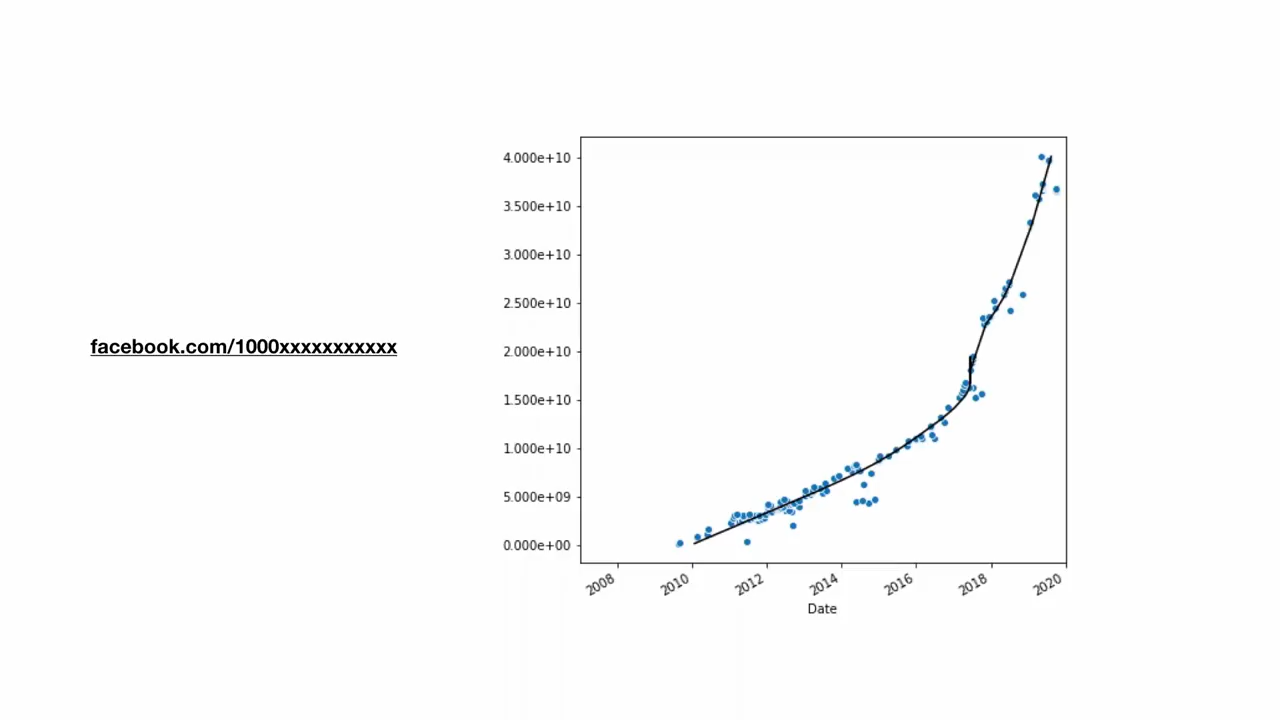 facebook.com/1000xxxxxxxxxxx
4.000e+10
3.500e+10
3.000e+10
2.500e+10
2.000e+10
1.500e+10
1.000e+10
5.000e+09
0.000e+00
2008 2010 2012 2014 2016 2018 2020
Date